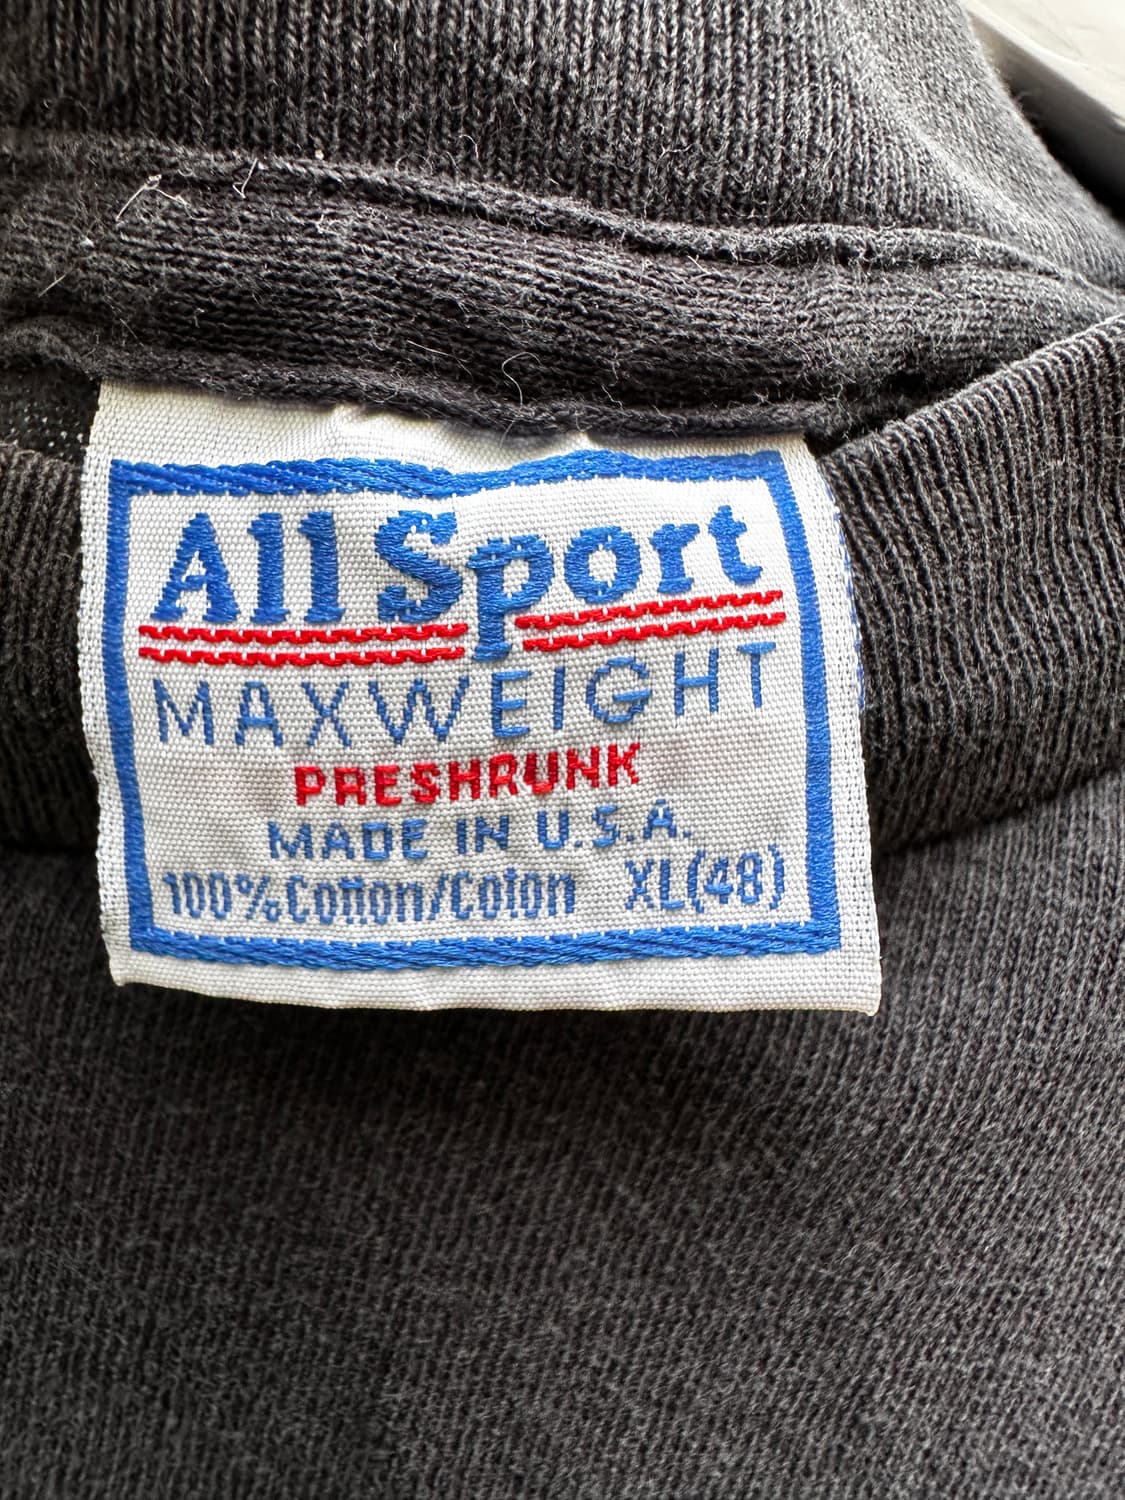 All Sport
MAXWEIGHT
PRESHRUNK
MADE IN U.S.A.
100% Cotton/Coton XL(48)